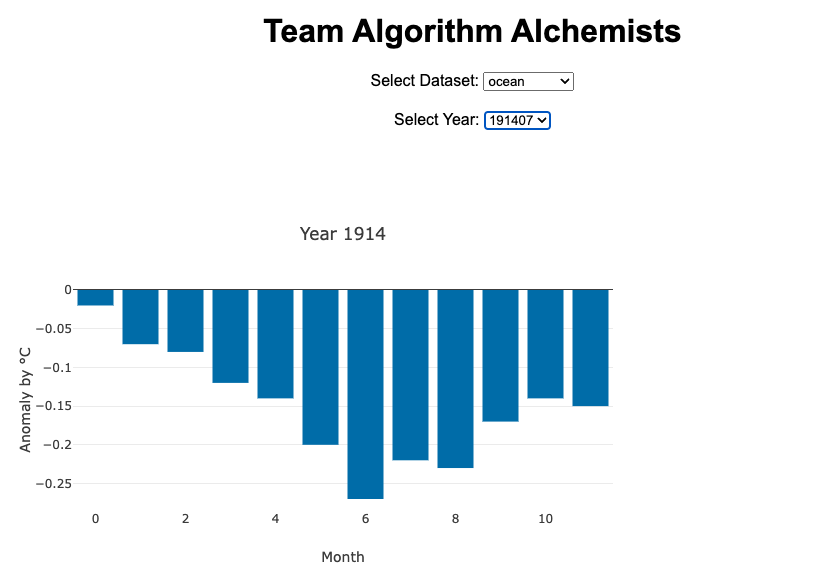 Team Algorithm Alchemists
Select Dataset: ocean
Select Year: 191407
Year 1914
0
−0.05
−0.1
−0.15
−0.2
−0.25
Anomaly by °C
0 2 4 6 8 10
Month